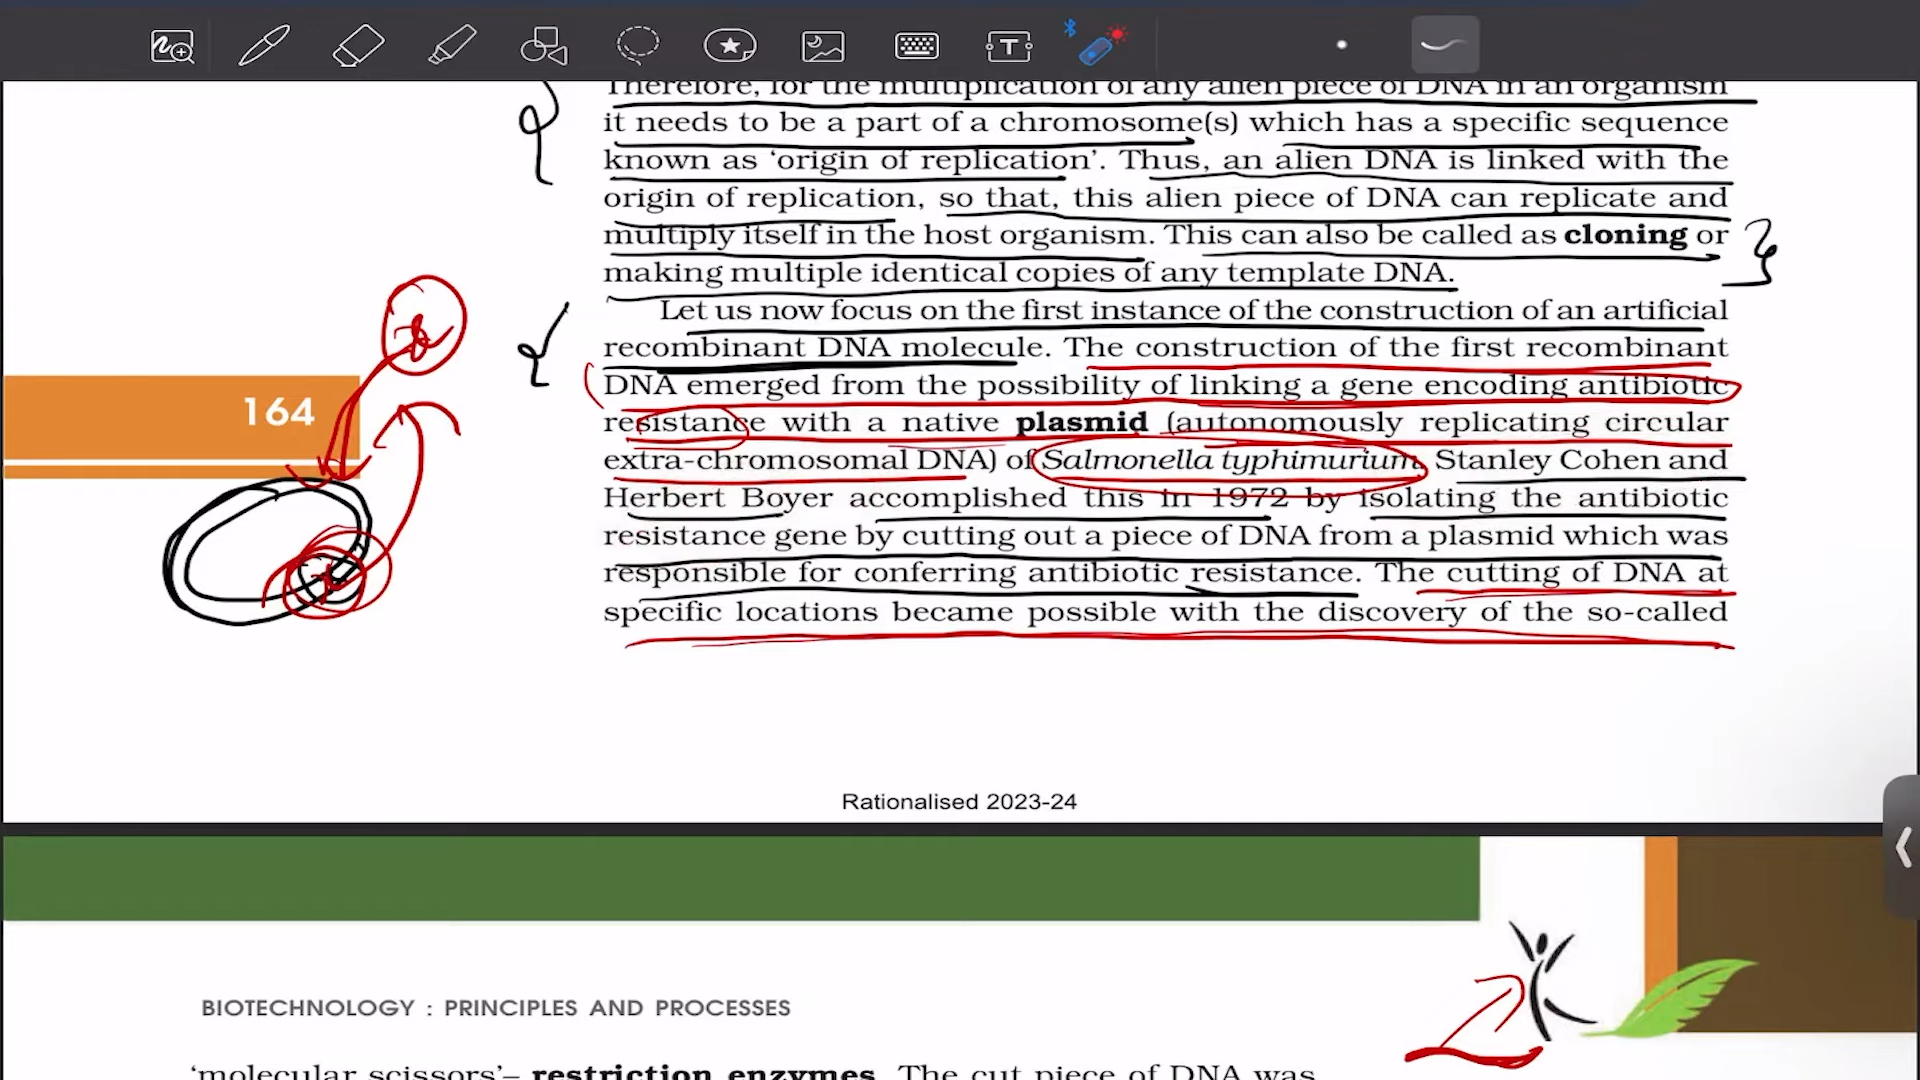 Therefore, for the multiplication of any alien piece of DNA in an organism
it needs to be a part of a chromosome(s) which has a specific sequence
known as ‘origin of replication’. Thus, an alien DNA is linked with the
origin of replication, so that, this alien piece of DNA can replicate and
multiply itself in the host organism. This can also be called as cloning or
making multiple identical copies of any template DNA.
Let us now focus on the first instance of the construction of an artificial
recombinant DNA molecule. The construction of the first recombinant
DNA emerged from the possibility of linking a gene encoding antibiotic
resistance with a native plasmid (autonomously replicating circular
extra-chromosomal DNA) of Salmonella typhimurium. Stanley Cohen and
Herbert Boyer accomplished this in 1972 by isolating the antibiotic
resistance gene by cutting out a piece of DNA from a plasmid which was
responsible for conferring antibiotic resistance. The cutting of DNA at
specific locations became possible with the discovery of the so-called
164
Rationalised 2023-24
BIOTECHNOLOGY : PRINCIPLES AND PROCESSES
‘molecular scissors’– restriction enzymes. The cut piece of DNA was